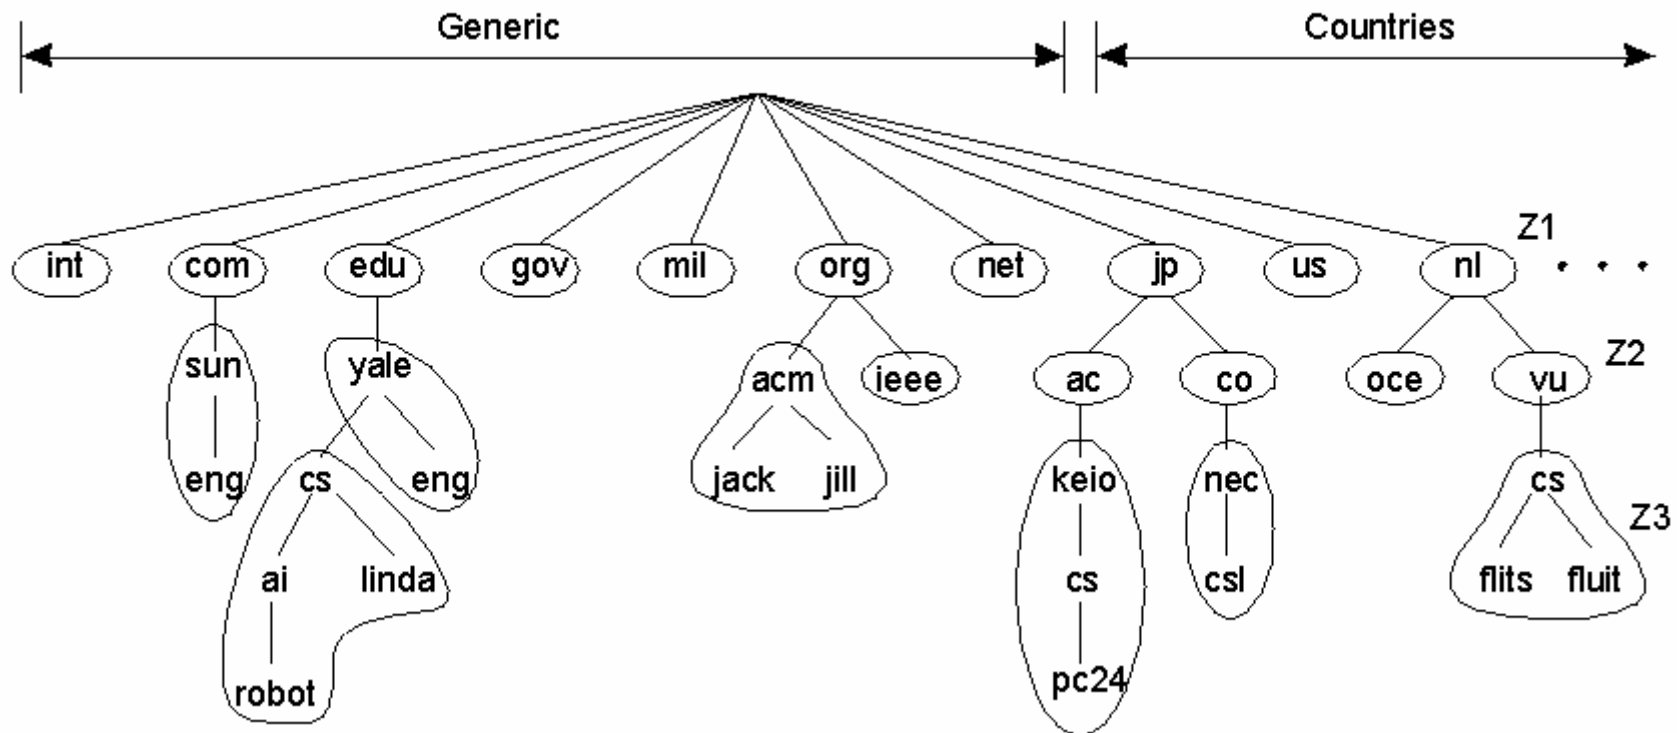 Generic Countries
Z1
int com edu gov mil org net jp us nl . . .
Z2
sun yale acm ieee ac co oce vu
eng cs eng jack jill keio nec cs
Z3
ai linda cs csl flits fluit
robot pc24